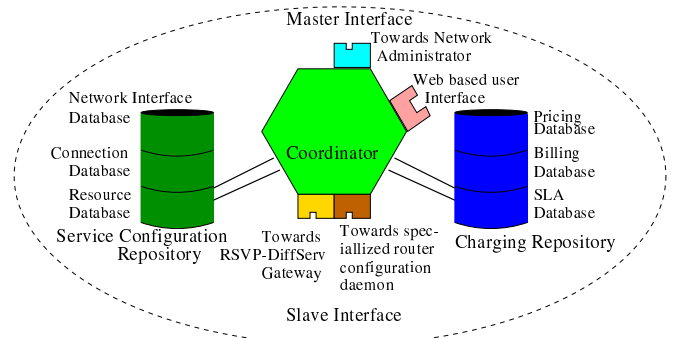 Master Interface
Towards Network
Administrator
Web based user
Interface
Network Interface
Database
Connection
Database
Resource
Database
Service Configuration
Repository
Coordinator
Pricing
Database
Billing
Database
SLA
Database
Charging Repository
Towards
RSVP-DiffServ
Gateway
Towards spec-
iallized router
configuration
daemon
Slave Interface